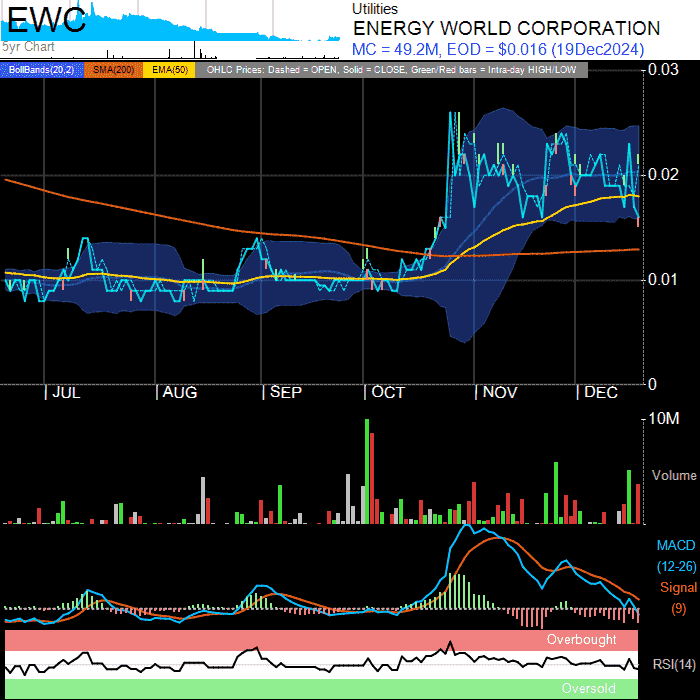 EWC
Utilities
ENERGY WORLD CORPORATION
5yr Chart
MC = 49.2M, EOD = $0.016 (19Dec2024)
BollBands(20,2) SMA(200) EMA(50) OHLC Prices: Dashed = OPEN, Solid = CLOSE, Green/Red bars = Intra-day HIGH/LOW
0.03
0.02
0.01
0
| JUL | AUG | SEP | OCT | NOV | DEC
10M
Volume
MACD
(12-26)
Signal
(9)
Overbought
RSI(14)
Oversold